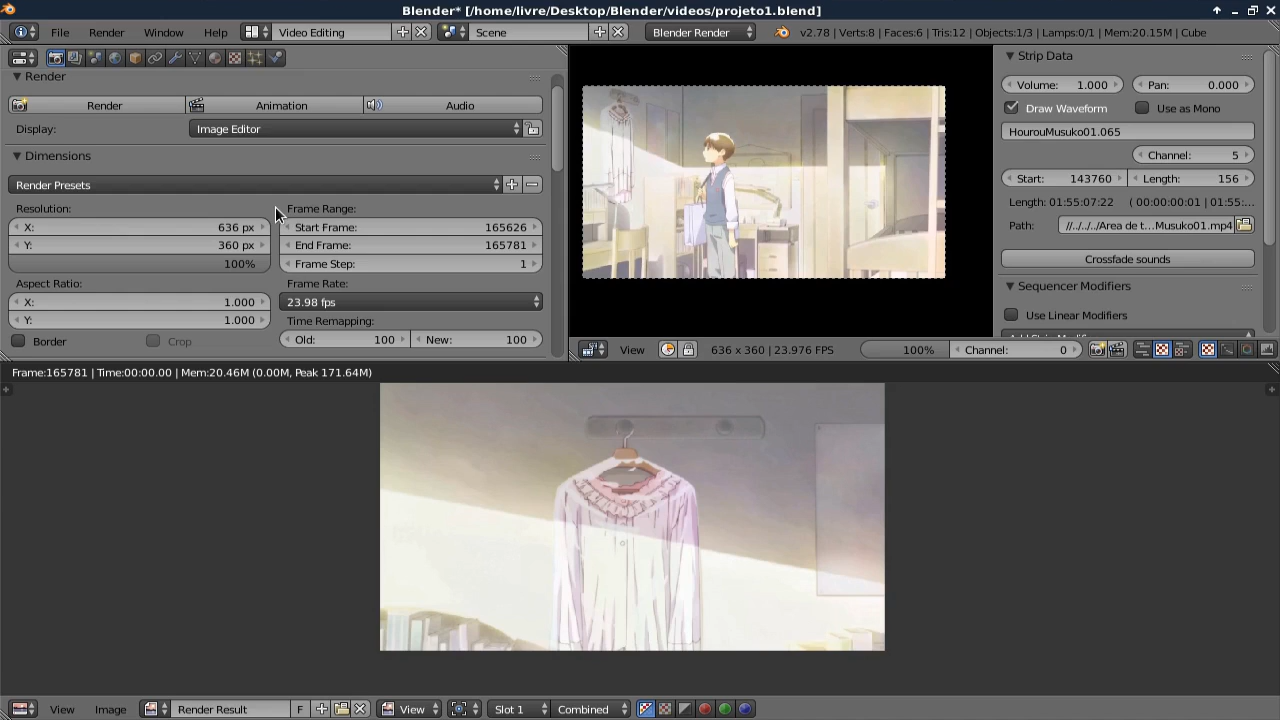 Blender* [/home/livre/Desktop/Blender/videos/projeto1.blend]
File Render Window Help Video Editing Scene Blender Render v2.78 | Verts:8 | Faces:6 | Tris:12 | Objects:1/3 | Lamps:0/1 | Mem:20.15M | Cube
Render
Render Animation Audio
Display: Image Editor
Dimensions
Render Presets
Resolution: Frame Range:
X: 636 px Start Frame: 165626
Y: 360 px End Frame: 165781
100% Frame Step: 1
Aspect Ratio: Frame Rate:
X: 1.000 23.98 fps
Y: 1.000 Time Remapping:
Border Crop Old: 100 New: 100
View 636 x 360 | 23.976 FPS 100% Channel: 0
Strip Data
Volume: 1.000 Pan: 0.000
Draw Waveform Use as Mono
HourouMusuko01.065
Channel: 5
Start: 143760 Length: 156
Length: 01:55:07:22 ( 00:00:00:01 | 01:55:...
Path: //../../../Area de t...Musuko01.mp4
Crossfade sounds
Sequencer Modifiers
Use Linear Modifiers
Frame:165781 | Time:00:00.00 | Mem:20.46M (0.00M, Peak 171.64M)
View Image Render Result F View Slot 1 Combined